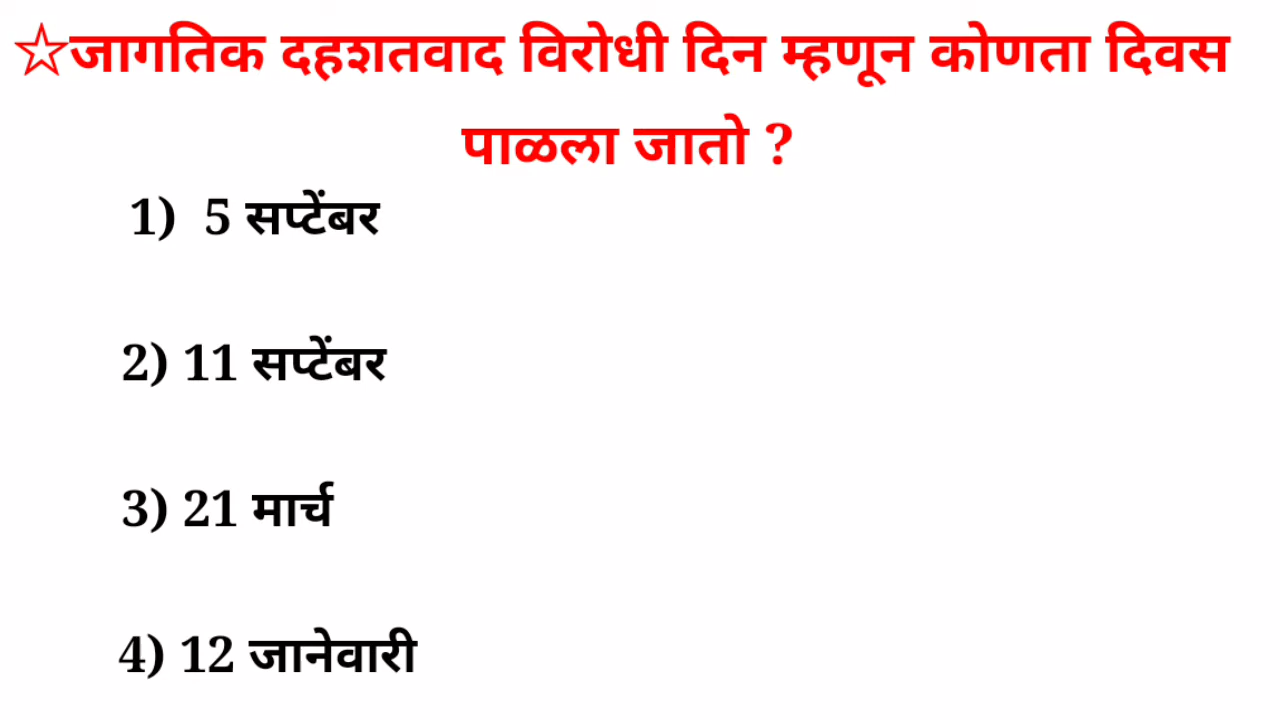 ☆जागतिक दहशतवाद विरोधी दिन म्हणून कोणता दिवस
पाळला जातो ?
1) 5 सप्टेंबर
2) 11 सप्टेंबर
3) 21 मार्च
4) 12 जानेवारी